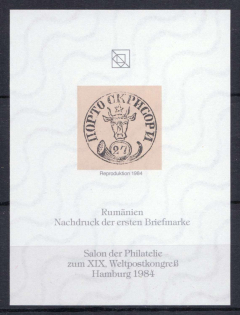 ПОРТО СКРИСОРИ
27
Reproduktion 1984
Rumänien
Nachdruck der ersten Briefmarke
Salon der Philatelie
zum XIX. Weltpostkongreß
Hamburg 1984